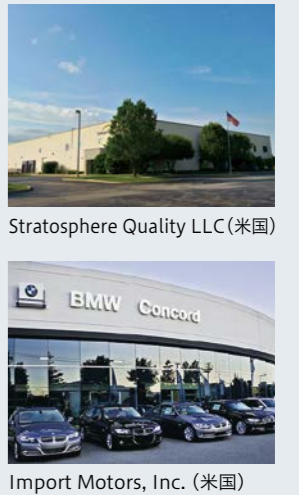 Stratosphere Quality LLC（米国）
BMW Concord
Import Motors, Inc.（米国）